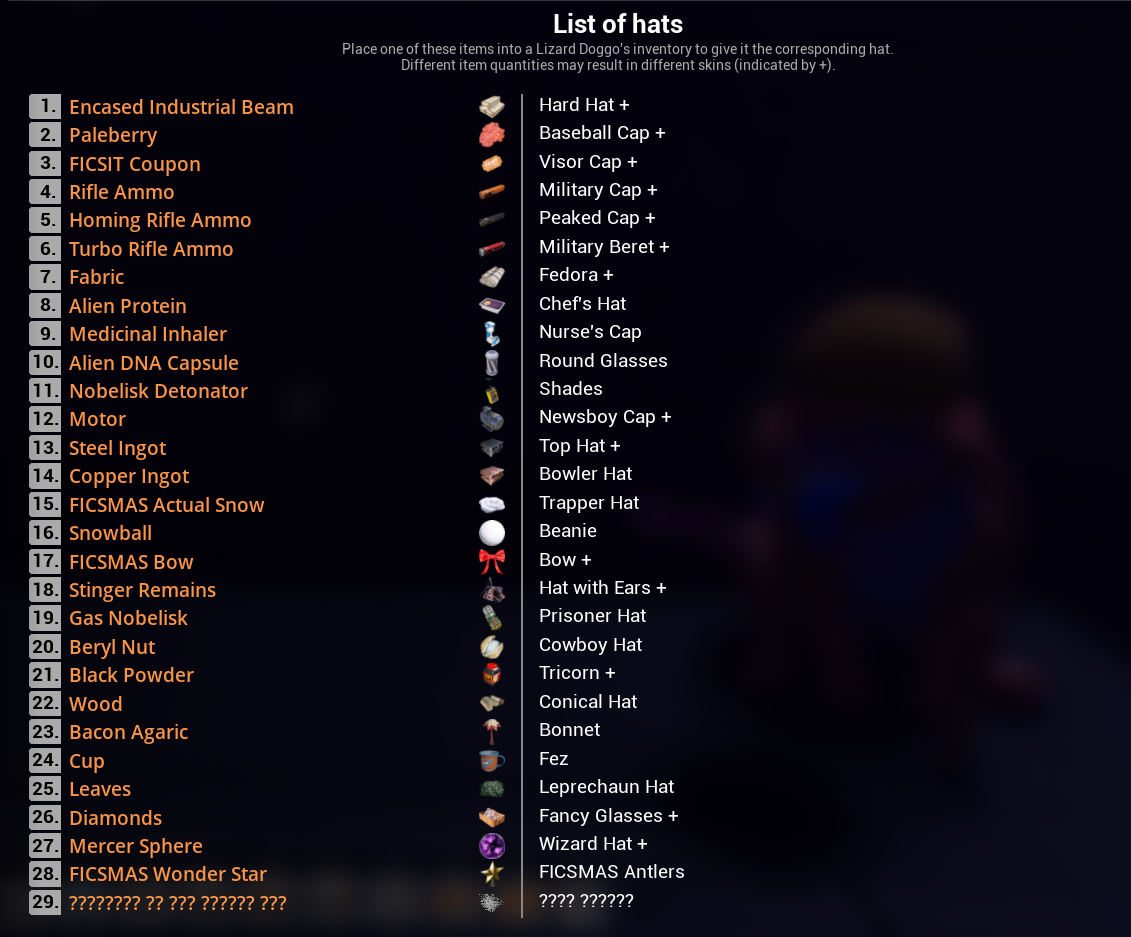 List of hats
Place one of these items into a Lizard Doggo's inventory to give it the corresponding hat.
Different item quantities may result in different skins (indicated by +).
1. Encased Industrial Beam Hard Hat +
2. Paleberry Baseball Cap +
3. FICSIT Coupon Visor Cap +
4. Rifle Ammo Military Cap +
5. Homing Rifle Ammo Peaked Cap +
6. Turbo Rifle Ammo Military Beret +
7. Fabric Fedora +
8. Alien Protein Chef's Hat
9. Medicinal Inhaler Nurse's Cap
10. Alien DNA Capsule Round Glasses
11. Nobelisk Detonator Shades
12. Motor Newsboy Cap +
13. Steel Ingot Top Hat +
14. Copper Ingot Bowler Hat
15. FICSMAS Actual Snow Trapper Hat
16. Snowball Beanie
17. FICSMAS Bow Bow +
18. Stinger Remains Hat with Ears +
19. Gas Nobelisk Prisoner Hat
20. Beryl Nut Cowboy Hat
21. Black Powder Tricorn +
22. Wood Conical Hat
23. Bacon Agaric Bonnet
24. Cup Fez
25. Leaves Leprechaun Hat
26. Diamonds Fancy Glasses +
27. Mercer Sphere Wizard Hat +
28. FICSMAS Wonder Star FICSMAS Antlers
29. ???????? ?? ??? ?????? ??? ???? ??????